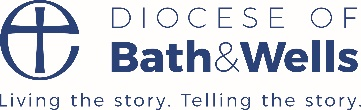 DIOCESE OF
Bath&Wells
Living the story. Telling the story.